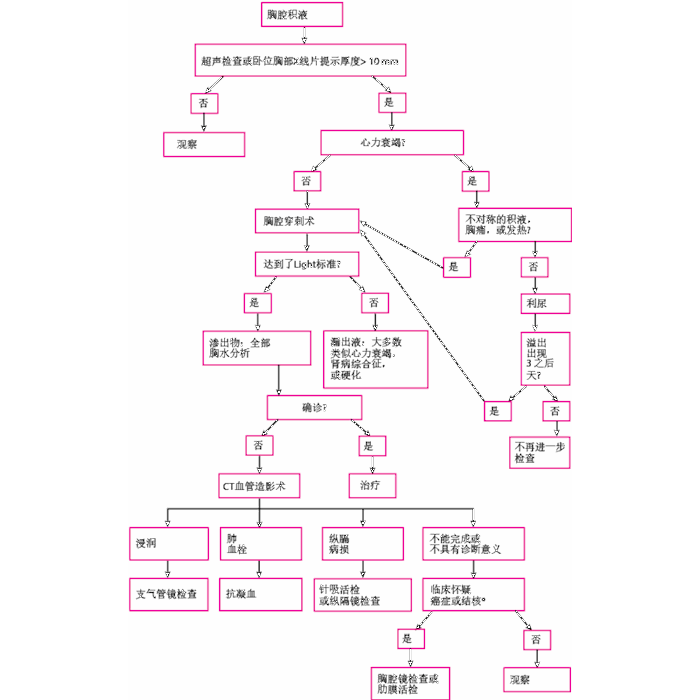 胸腔积液
超声检查或卧位胸部X线片提示厚度> 10 mm
否
是
观察
心力衰竭?
否
是
胸腔穿刺术
不对称的积液，
胸痛，或发热?
是
否
达到了Light标准?
是
否
利尿
渗出物：全部
胸水分析
漏出液：大多数
类似心力衰竭，
肾病综合征，
或硬化
溢出
出现
3 之后
天?
确诊?
是
否
否
是
不再进一步
检查
CT血管造影术
治疗
浸润
肺
血栓
纵隔
病损
不能完成或
不具有诊断意义
支气管镜检查
抗凝血
针吸活检
或纵隔镜检查
临床怀疑
癌症或结核°
是
否
胸腔镜检查或
肋膜活检
观察